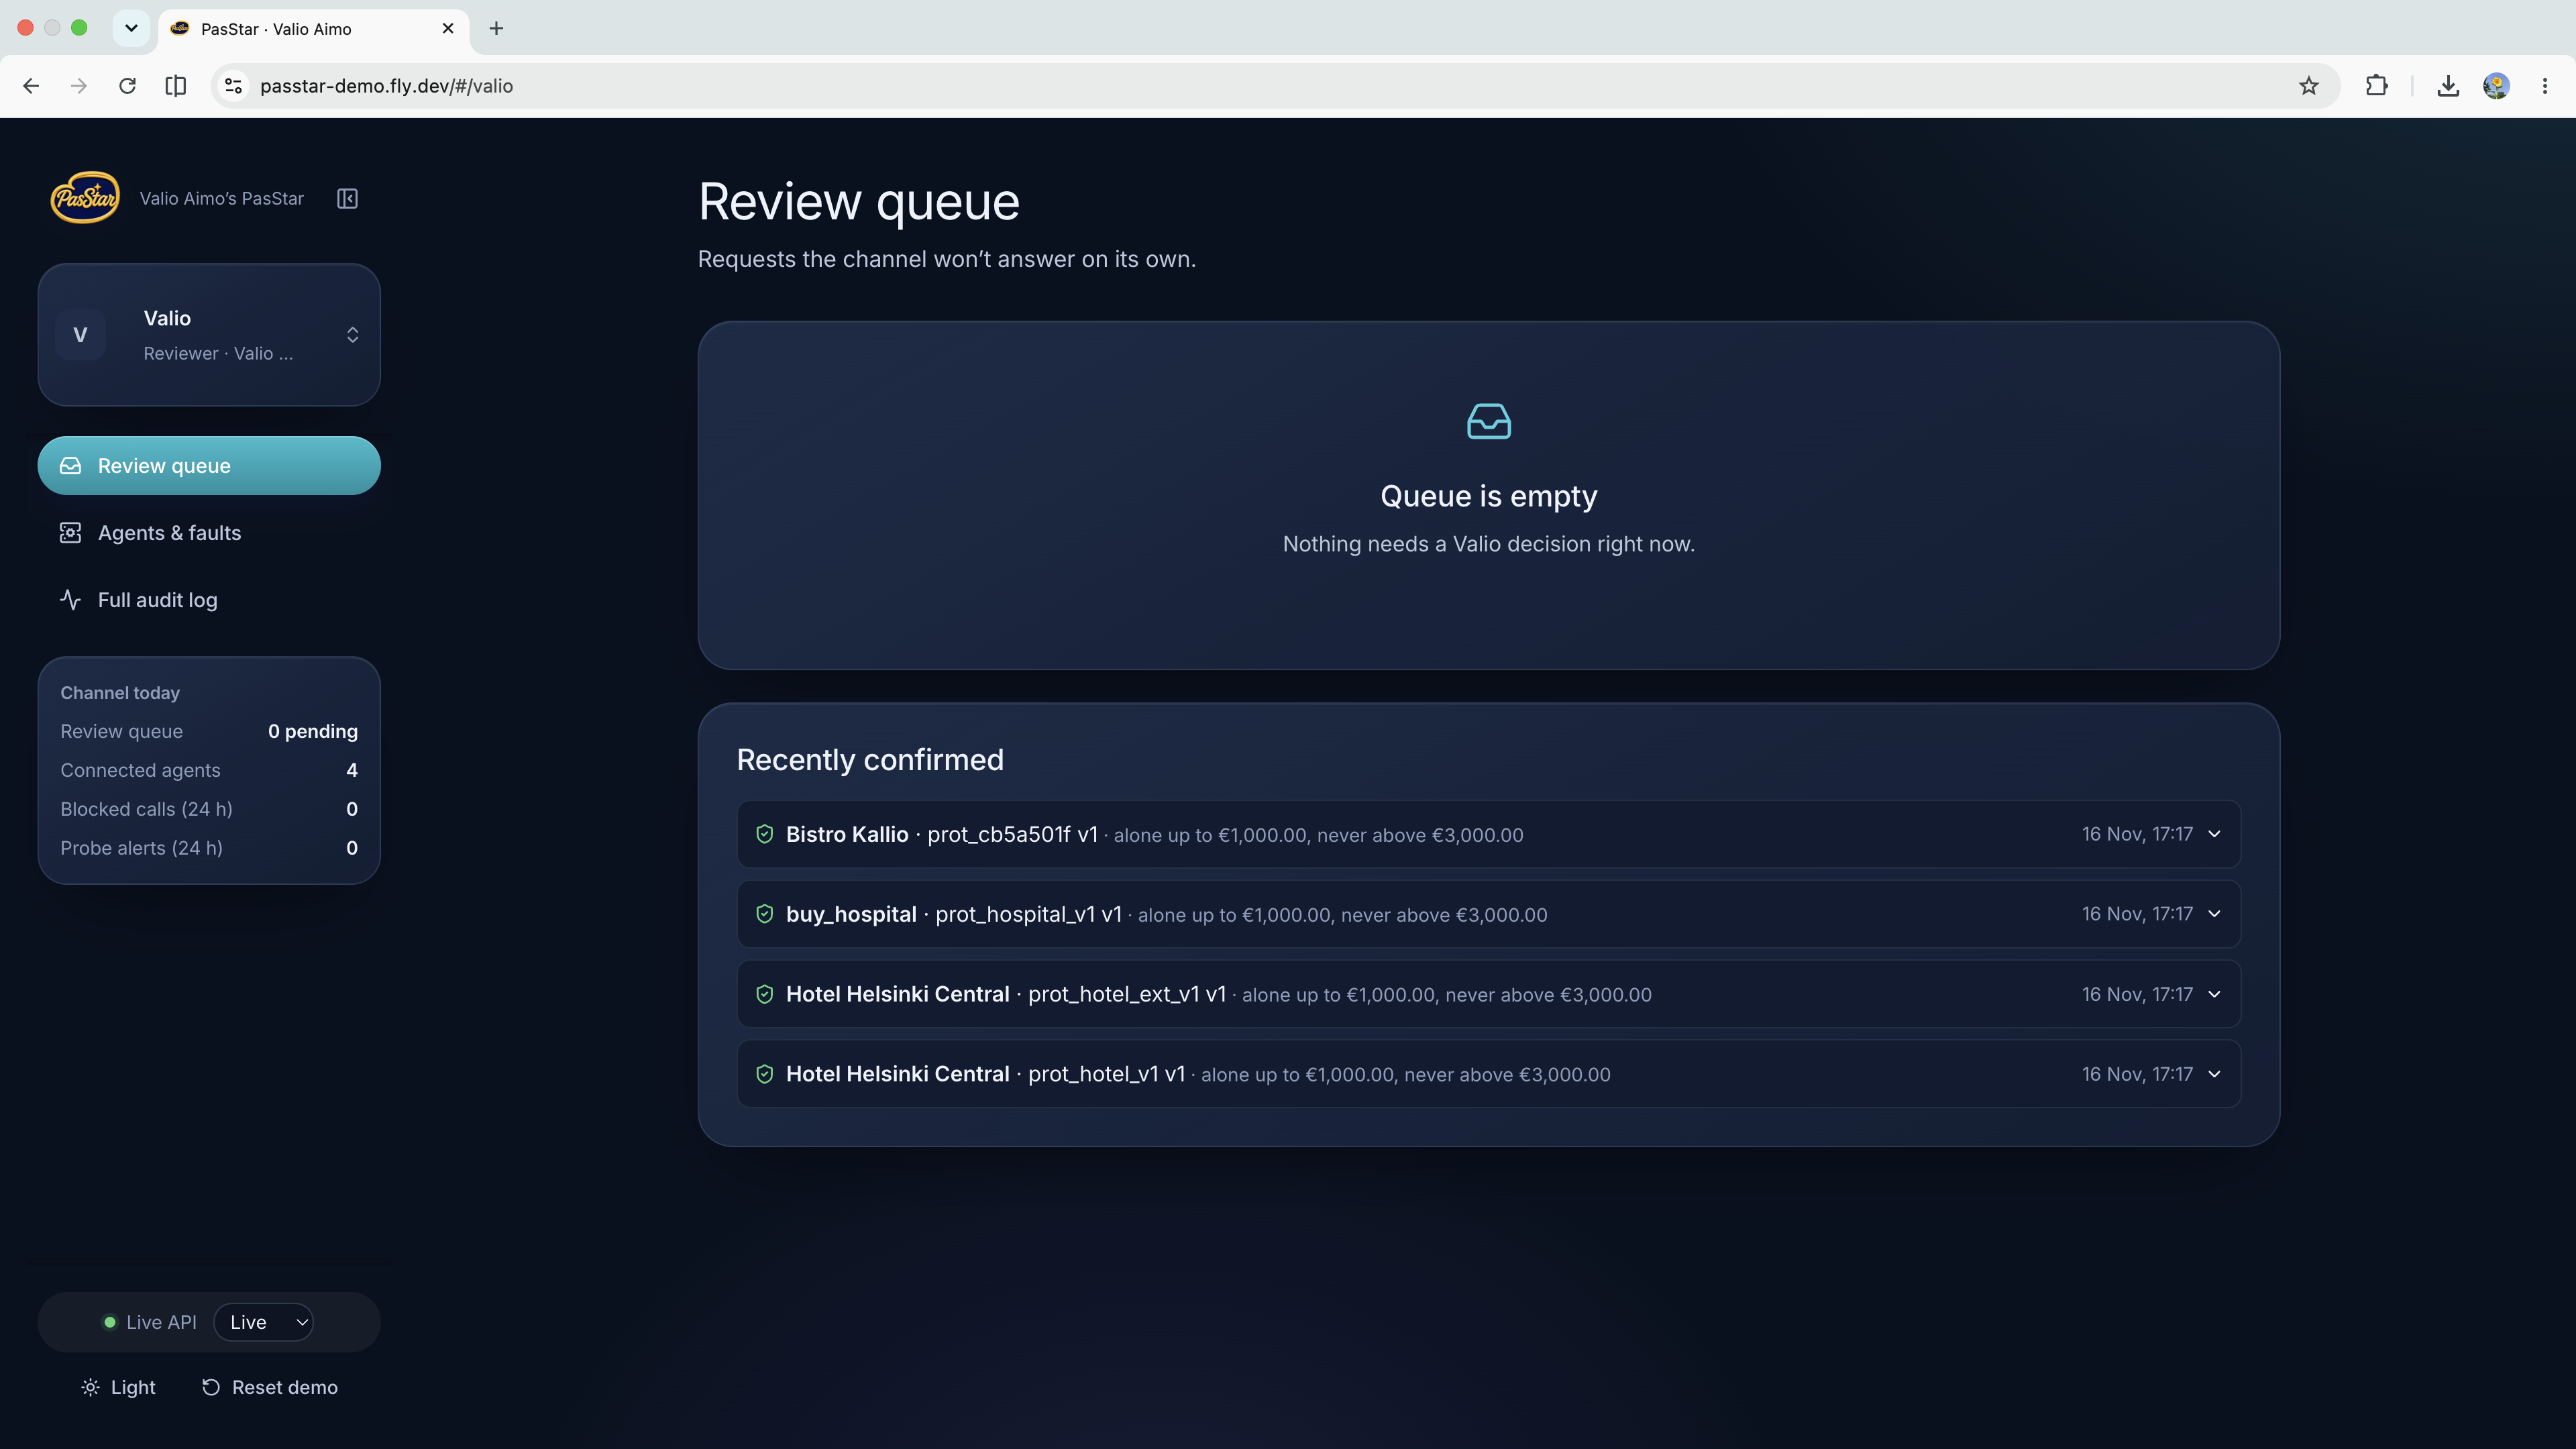 PasStar · Valio Aimo
passtar-demo.fly.dev/#/valio
PasStar
Valio Aimo’s PasStar
V
Valio
Reviewer · Valio ...
Review queue
Agents & faults
Full audit log
Channel today
Review queue 0 pending
Connected agents 4
Blocked calls (24 h) 0
Probe alerts (24 h) 0
Live API Live
Light Reset demo
Review queue
Requests the channel won’t answer on its own.
Queue is empty
Nothing needs a Valio decision right now.
Recently confirmed
Bistro Kallio · prot_cb5a501f v1 · alone up to €1,000.00, never above €3,000.00 16 Nov, 17:17
buy_hospital · prot_hospital_v1 v1 · alone up to €1,000.00, never above €3,000.00 16 Nov, 17:17
Hotel Helsinki Central · prot_hotel_ext_v1 v1 · alone up to €1,000.00, never above €3,000.00 16 Nov, 17:17
Hotel Helsinki Central · prot_hotel_v1 v1 · alone up to €1,000.00, never above €3,000.00 16 Nov, 17:17